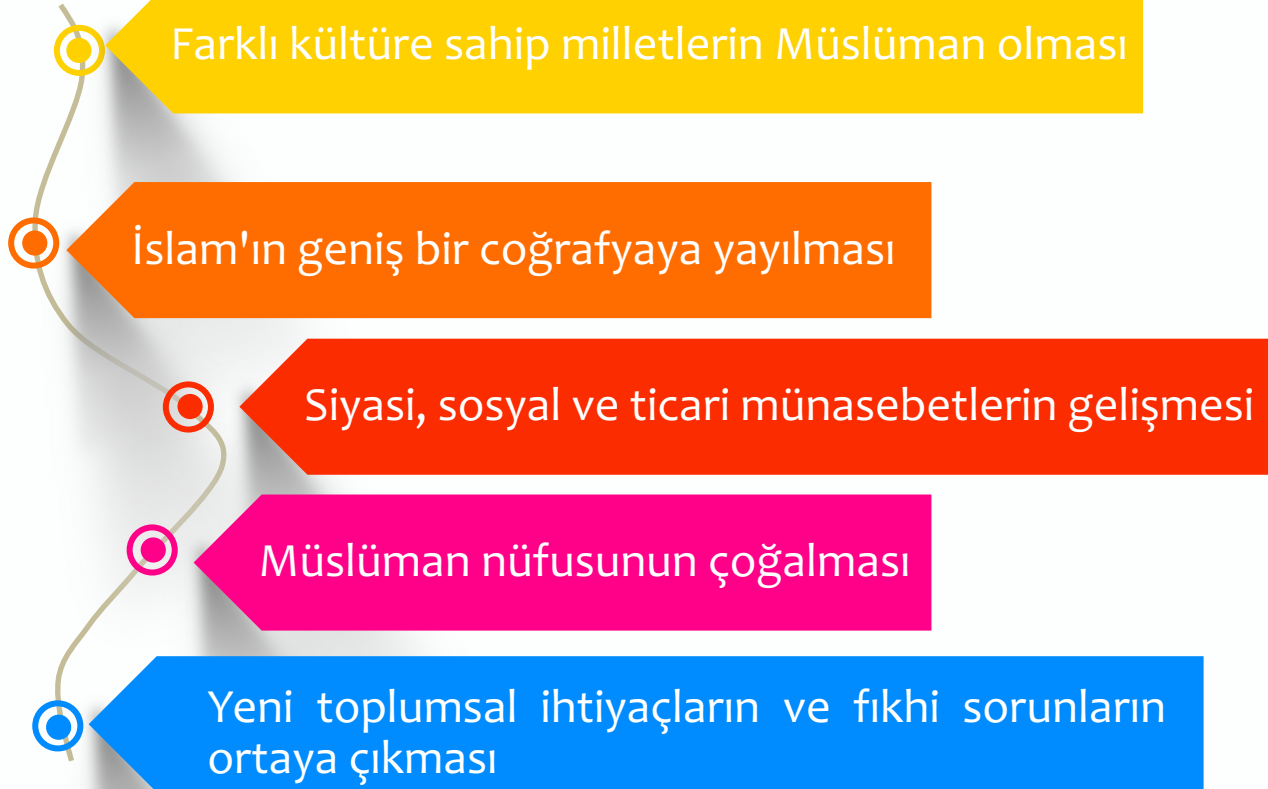 Farklı kültüre sahip milletlerin Müslüman olması
İslam'ın geniş bir coğrafyaya yayılması
Siyasi, sosyal ve ticari münasebetlerin gelişmesi
Müslüman nüfusunun çoğalması
Yeni toplumsal ihtiyaçların ve fıkhi sorunların
ortaya çıkması